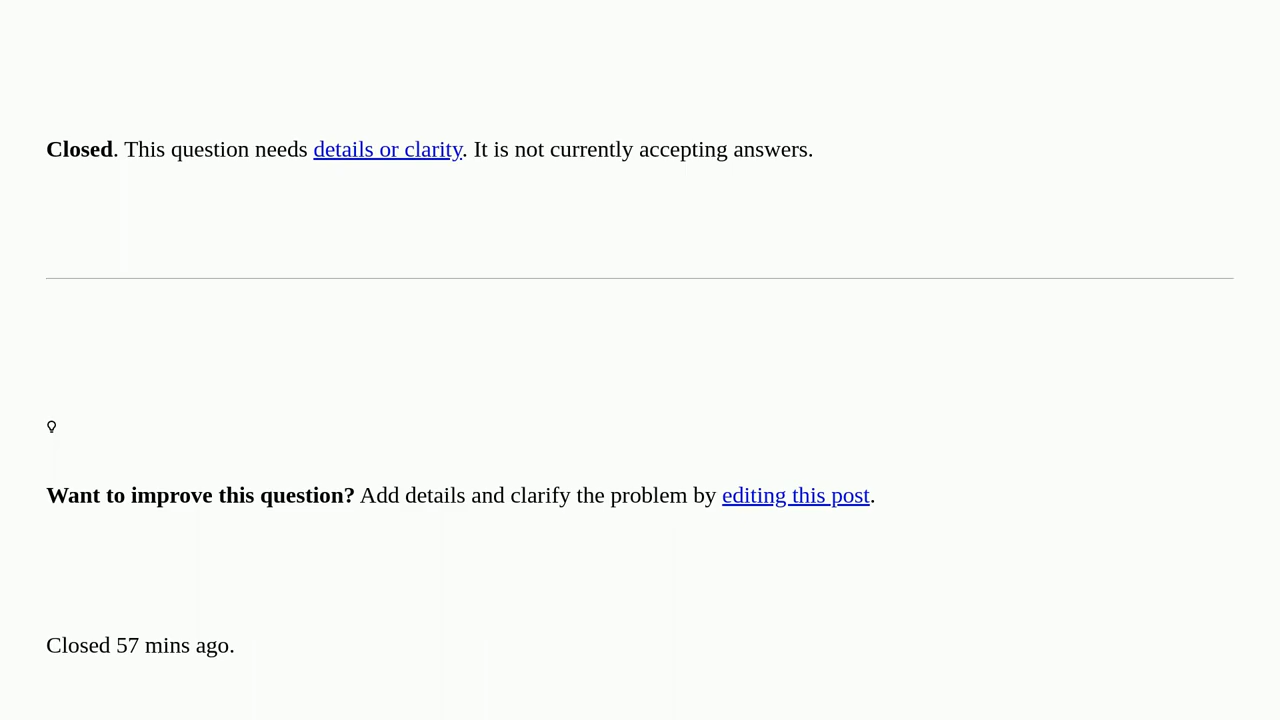 Closed. This question needs details or clarity. It is not currently accepting answers.
Want to improve this question? Add details and clarify the problem by editing this post.
Closed 57 mins ago.